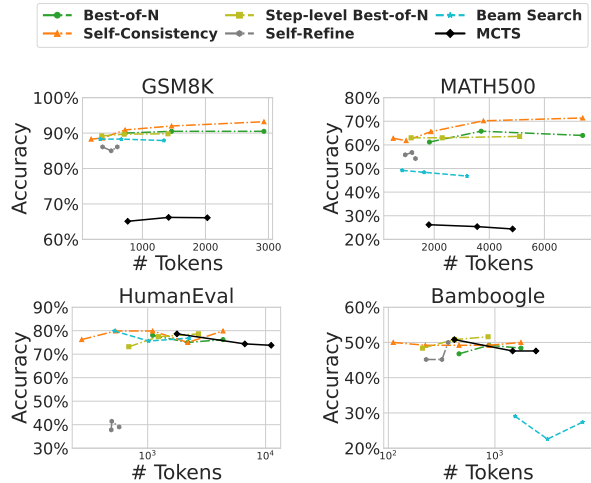 Best-of-N Step-level Best-of-N Beam Search
Self-Consistency Self-Refine MCTS
GSM8K MATH500
100%
90%
80%
70%
60%
Accuracy
1000 2000 3000
# Tokens
80%
70%
60%
50%
40%
30%
20%
Accuracy
2000 4000 6000
# Tokens
HumanEval Bamboogle
90%
80%
70%
60%
50%
40%
30%
Accuracy
10³ 10⁴
# Tokens
60%
50%
40%
30%
20%
Accuracy
10² 10³
# Tokens